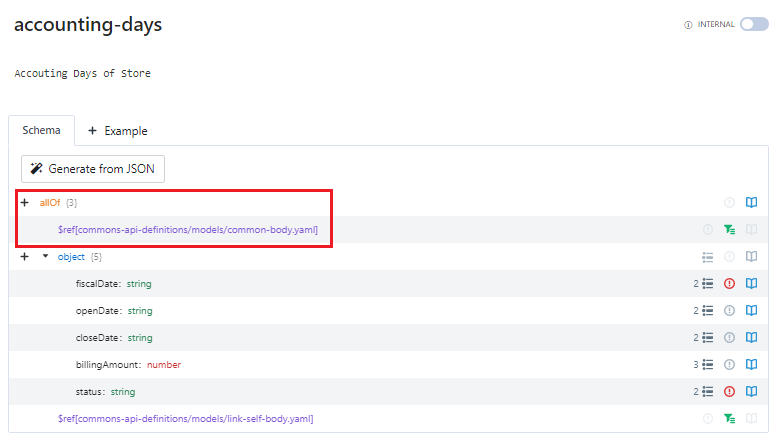 accounting-days
INTERNAL
Accouting Days of Store
Schema
+ Example
Generate from JSON
+ allOf {3}
$ref[commons-api-definitions/models/common-body.yaml]
+ object {5}
fiscalDate: string 2
openDate: string 2
closeDate: string 2
billingAmount: number 3
status: string 2
$ref[commons-api-definitions/models/link-self-body.yaml]